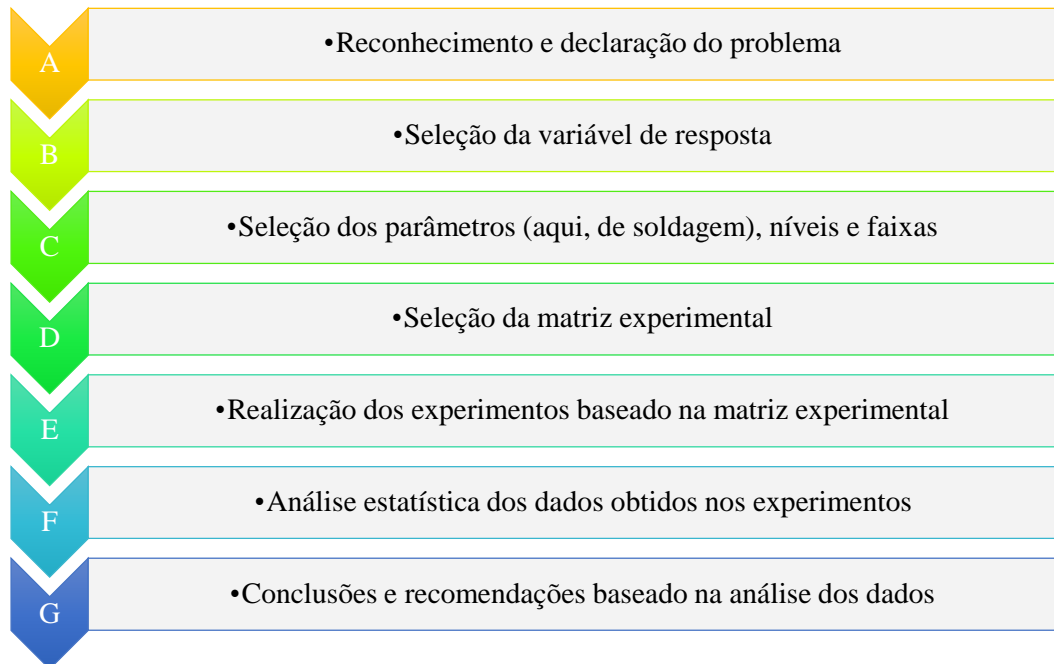 A
•Reconhecimento e declaração do problema
B
•Seleção da variável de resposta
C
•Seleção dos parâmetros (aqui, de soldagem), níveis e faixas
D
•Seleção da matriz experimental
E
•Realização dos experimentos baseado na matriz experimental
F
•Análise estatística dos dados obtidos nos experimentos
G
•Conclusões e recomendações baseado na análise dos dados